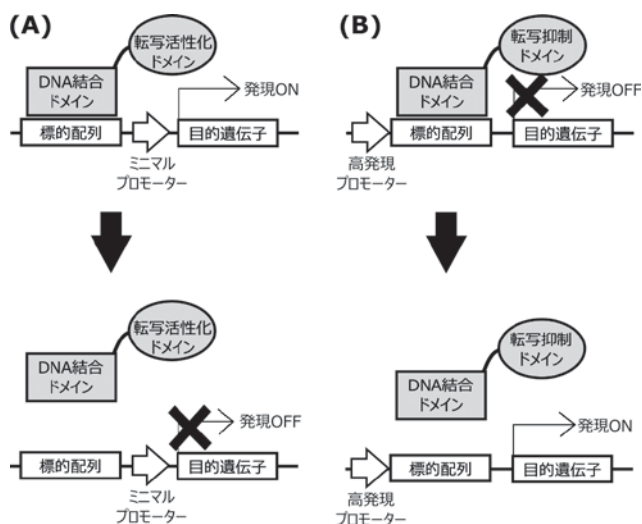 (A)
転写活性化
ドメイン
DNA結合
ドメイン
発現ON
標的配列
目的遺伝子
ミニマル
プロモーター
転写活性化
ドメイン
DNA結合
ドメイン
発現OFF
標的配列
目的遺伝子
ミニマル
プロモーター
(B)
転写抑制
ドメイン
DNA結合
ドメイン
発現OFF
標的配列
目的遺伝子
高発現
プロモーター
転写抑制
ドメイン
DNA結合
ドメイン
発現ON
標的配列
目的遺伝子
高発現
プロモーター